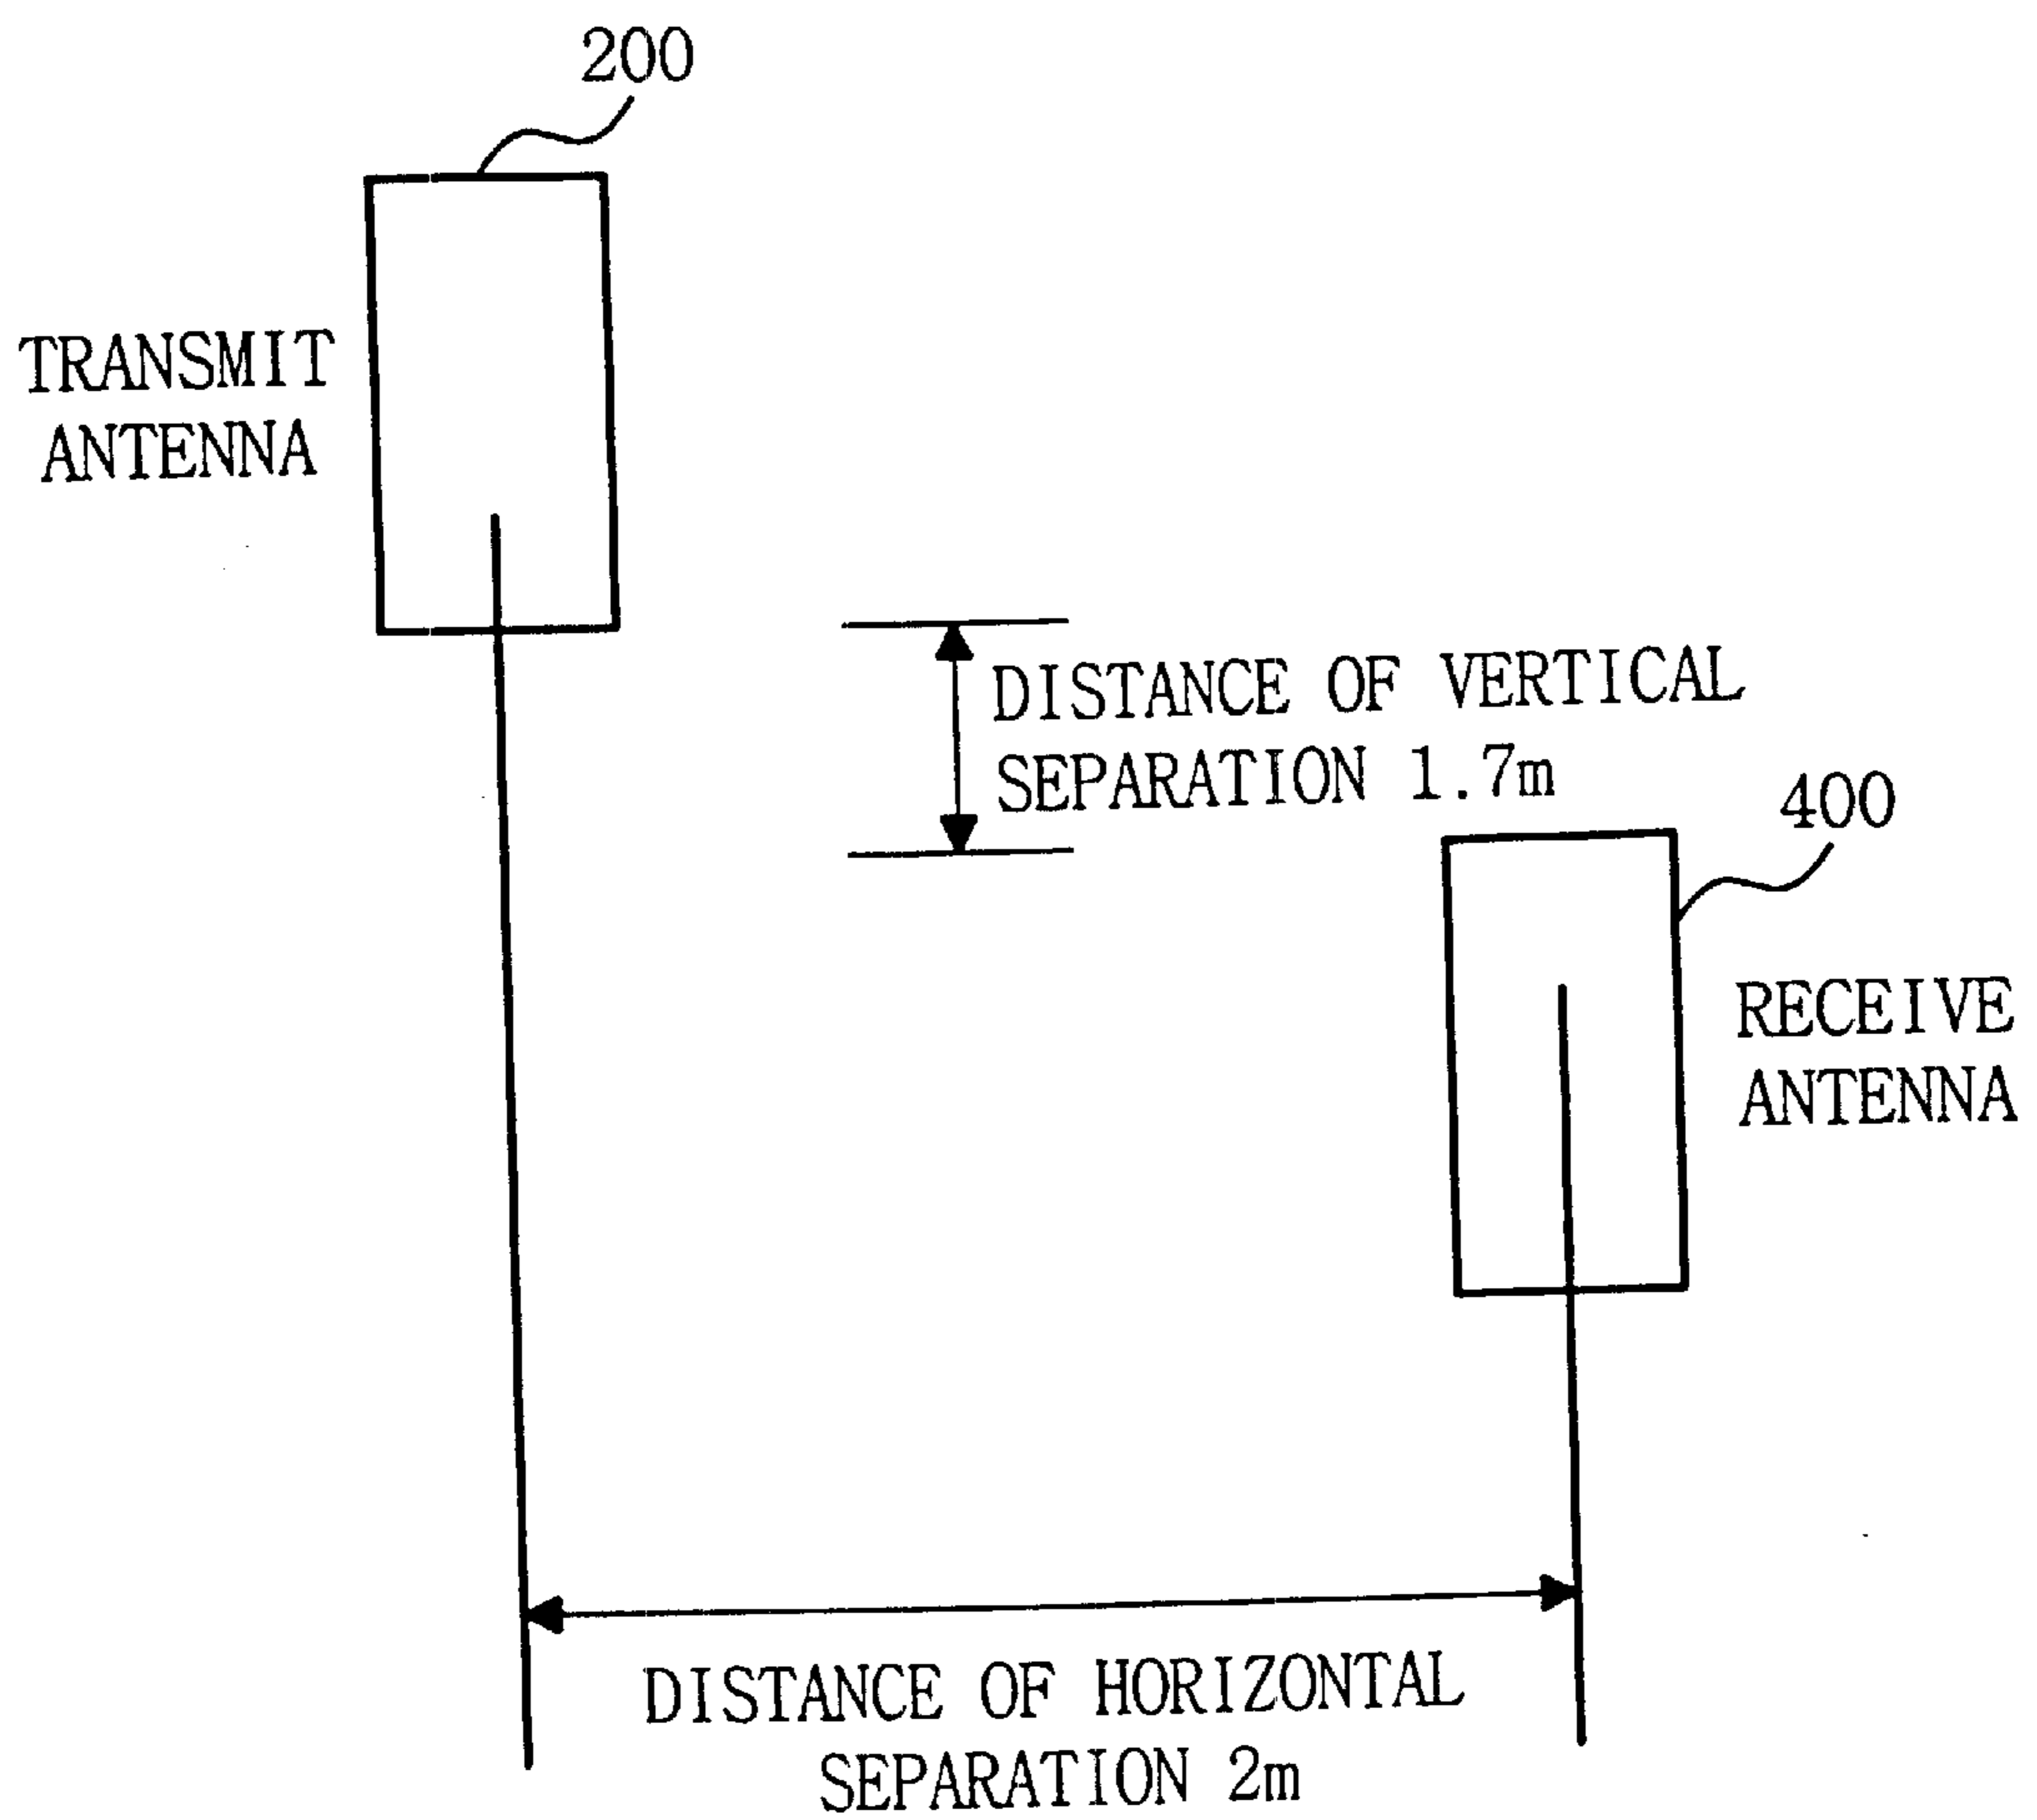 200
TRANSMIT
ANTENNA
DISTANCE OF VERTICAL
SEPARATION 1.7m
400
RECEIVE
ANTENNA
DISTANCE OF HORIZONTAL
SEPARATION 2m